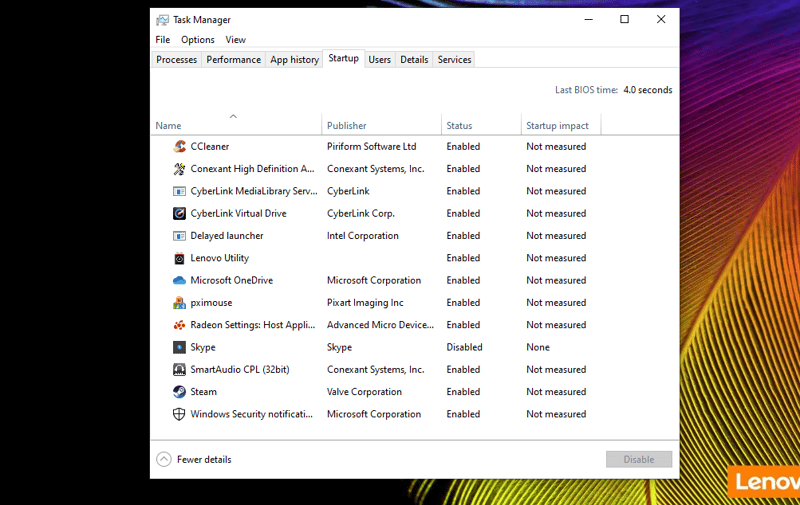 Task Manager
File Options View
Processes Performance App history Startup Users Details Services
Last BIOS time: 4.0 seconds
Name Publisher Status Startup impact
CCleaner Piriform Software Ltd Enabled Not measured
Conexant High Definition A... Conexant Systems, Inc. Enabled Not measured
CyberLink MediaLibrary Serv... CyberLink Enabled Not measured
CyberLink Virtual Drive CyberLink Corp. Enabled Not measured
Delayed launcher Intel Corporation Enabled Not measured
Lenovo Utility Enabled Not measured
Microsoft OneDrive Microsoft Corporation Enabled Not measured
pximouse Pixart Imaging Inc Enabled Not measured
Radeon Settings: Host Appli... Advanced Micro Device... Enabled Not measured
Skype Skype Disabled None
SmartAudio CPL (32bit) Conexant Systems, Inc. Enabled Not measured
Steam Valve Corporation Enabled Not measured
Windows Security notificati... Microsoft Corporation Enabled Not measured
Fewer details Disable
Lenov